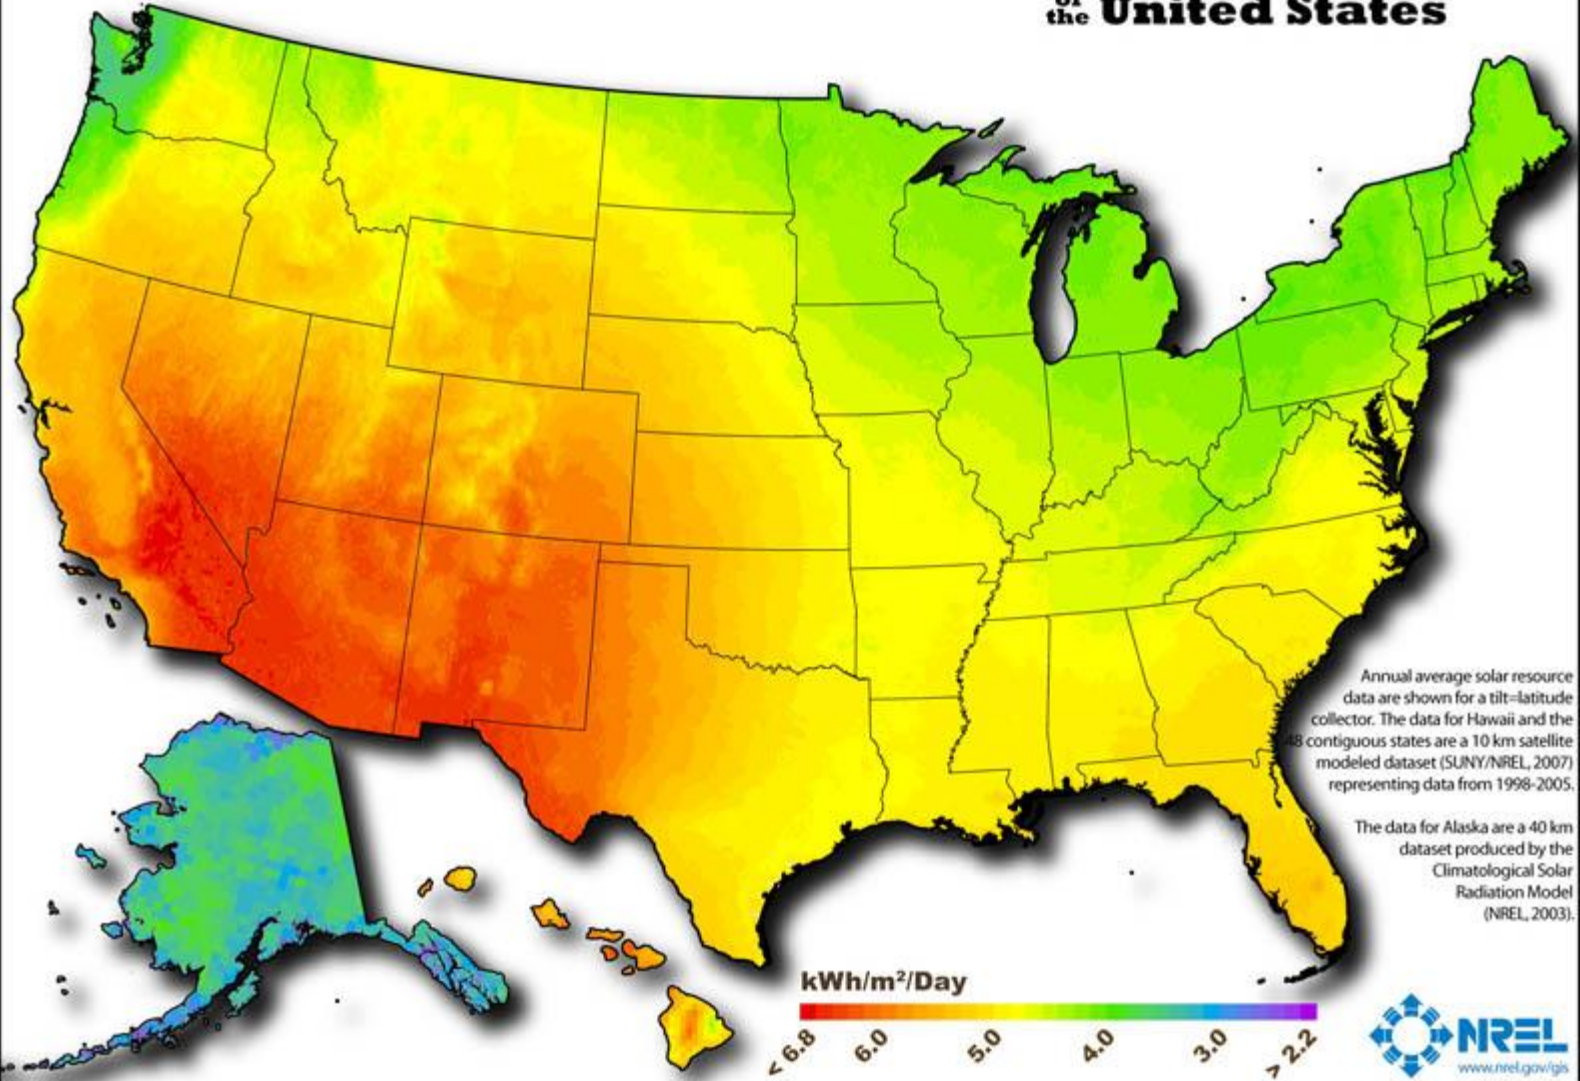 of
the United States
Annual average solar resource
data are shown for a tilt=latitude
collector. The data for Hawaii and the
48 contiguous states are a 10 km satellite
modeled dataset (SUNY/NREL, 2007)
representing data from 1998-2005.
The data for Alaska are a 40 km
dataset produced by the
Climatological Solar
Radiation Model
(NREL, 2003).
kWh/m²/Day
< 6.8
6.0
5.0
4.0
3.0
> 2.2
NREL
www.nrel.gov/gis